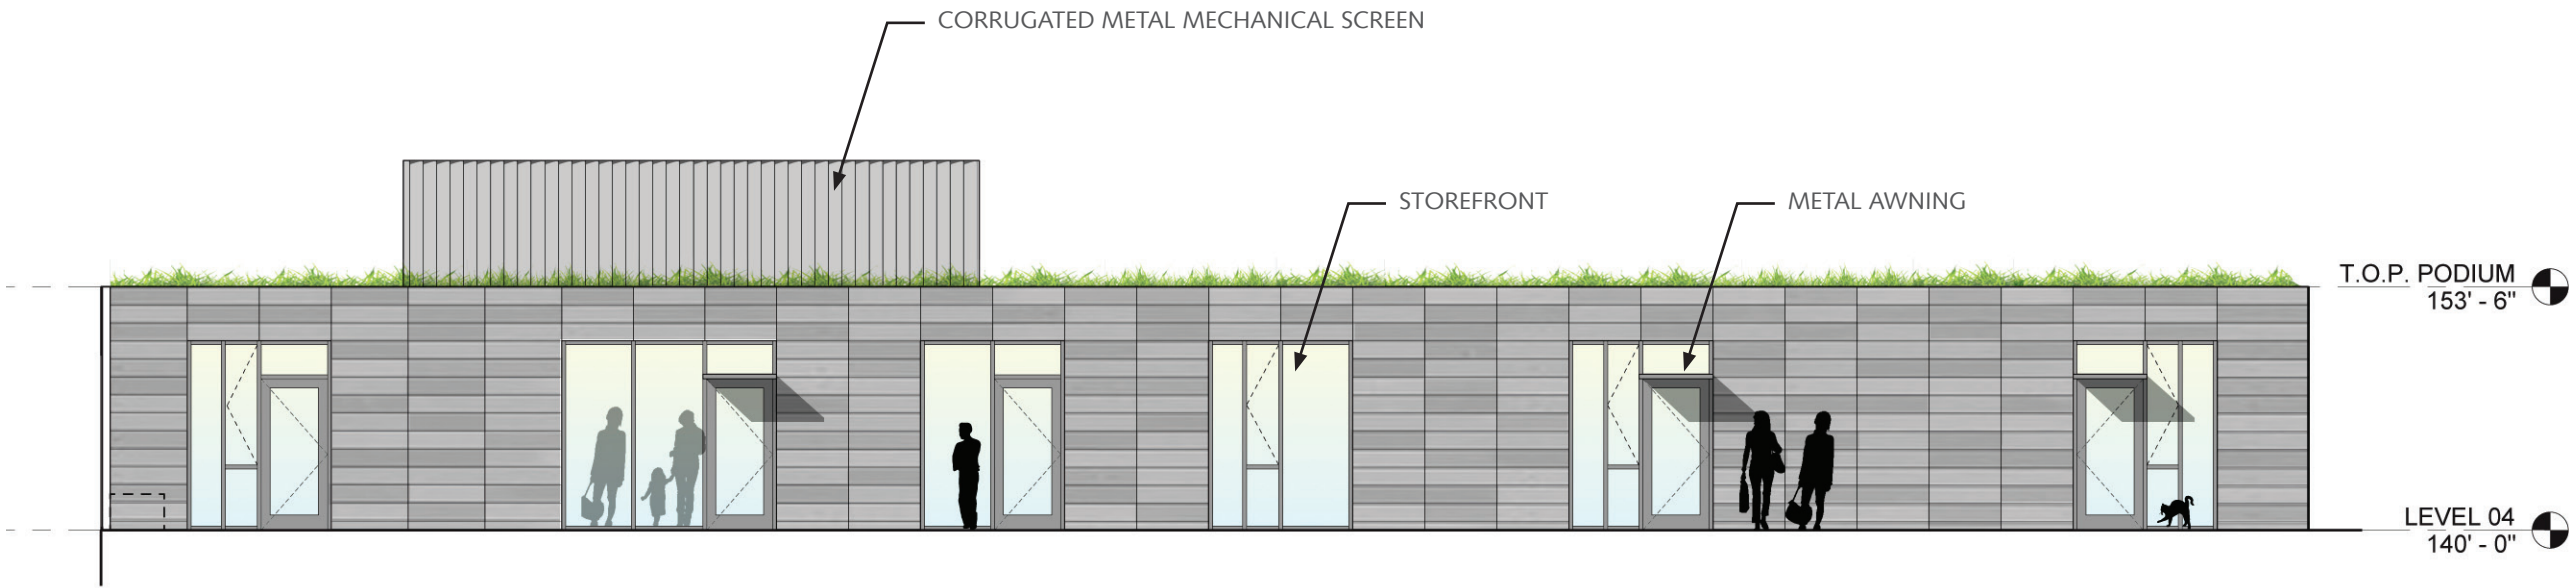 CORRUGATED METAL MECHANICAL SCREEN
STOREFRONT
METAL AWNING
T.O.P. PODIUM
153' - 6"
LEVEL 04
140' - 0"